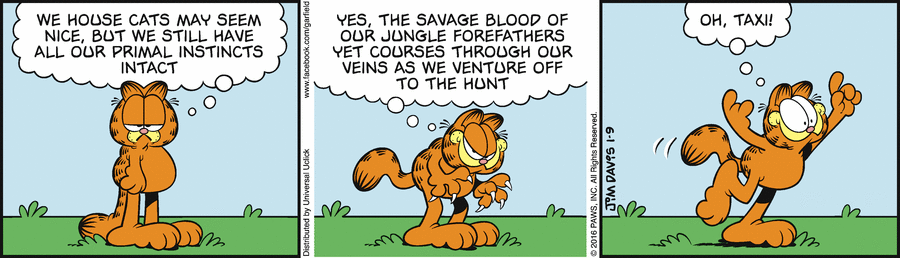 WE HOUSE CATS MAY SEEM
NICE, BUT WE STILL HAVE
ALL OUR PRIMAL INSTINCTS
INTACT
www.facebook.com/garfield
Distributed by Universal Uclick
YES, THE SAVAGE BLOOD OF
OUR JUNGLE FOREFATHERS
YET COURSES THROUGH OUR
VEINS AS WE VENTURE OFF
TO THE HUNT
© 2016 PAWS, INC. All Rights Reserved.
OH, TAXI!
JIM DAVIS 1-9